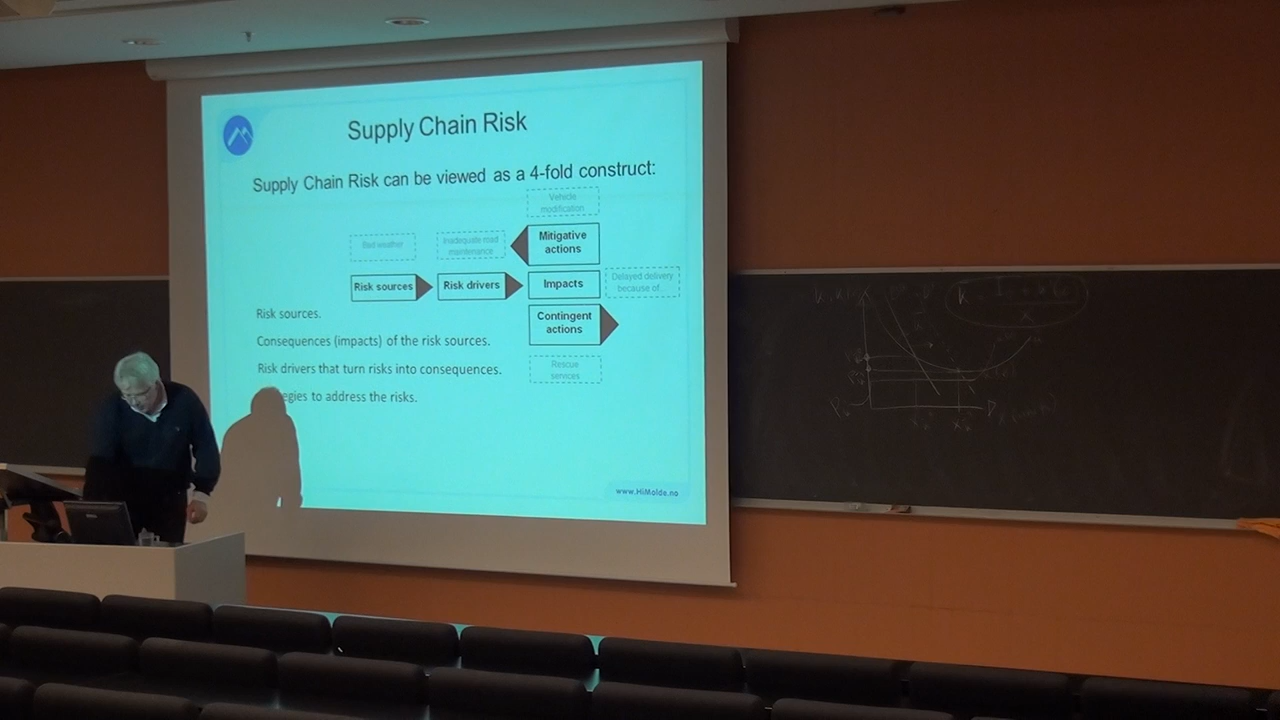 Supply Chain Risk
Supply Chain Risk can be viewed as a 4-fold construct:
Vehicle
modification
Bad weather
Inadequate road
maintenance
Mitigative
actions
Risk sources
Risk drivers
Impacts
Delayed delivery
because of...
Contingent
actions
Rescue
services
Risk sources.
Consequences (impacts) of the risk sources.
Risk drivers that turn risks into consequences.
egies to address the risks.
www.HiMolde.no